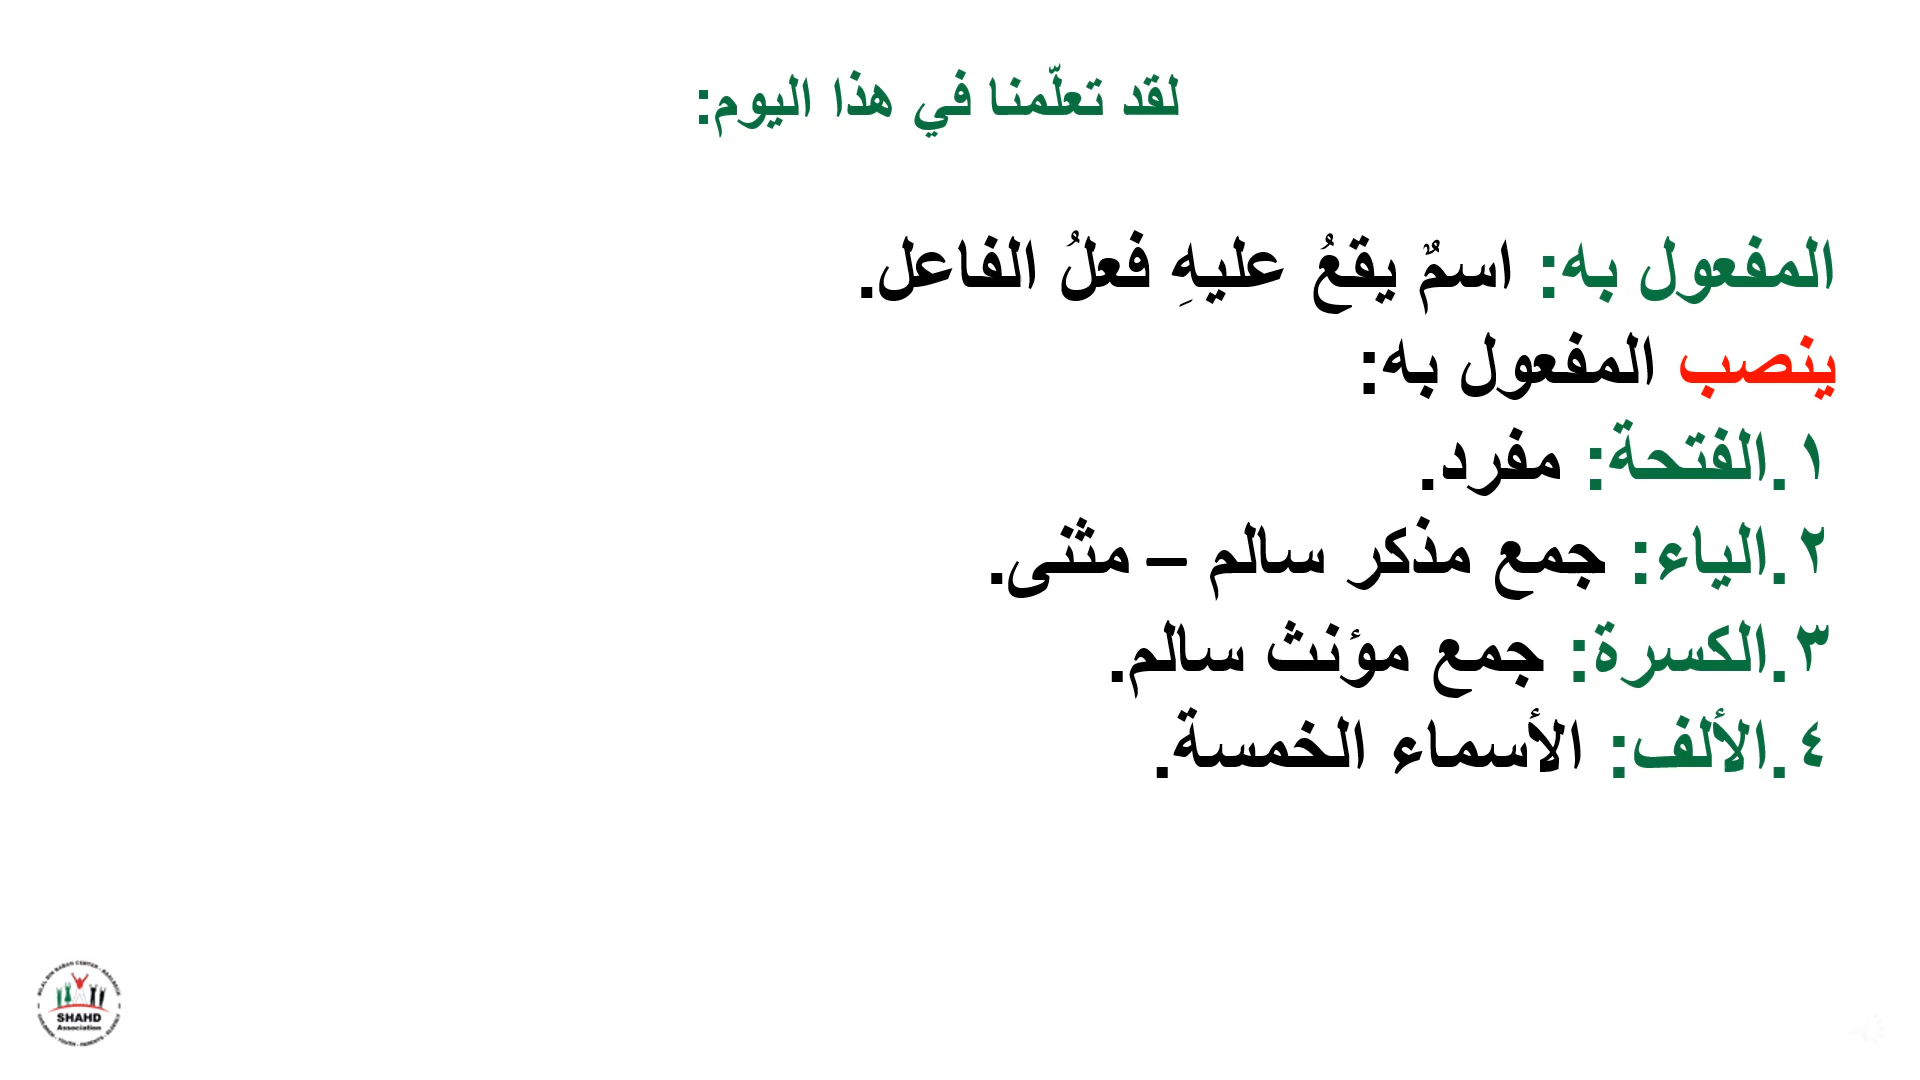 لقد تعلّمنا في هذا اليوم:
المفعول به: اسمٌ يقعُ عليهِ فعلُ الفاعل.
ينصب المفعول به:
١.الفتحة: مفرد.
٢.الياء: جمع مذكر سالم – مثنى.
٣.الكسرة: جمع مؤنث سالم.
٤.الألف: الأسماء الخمسة.
SHAHD
Association